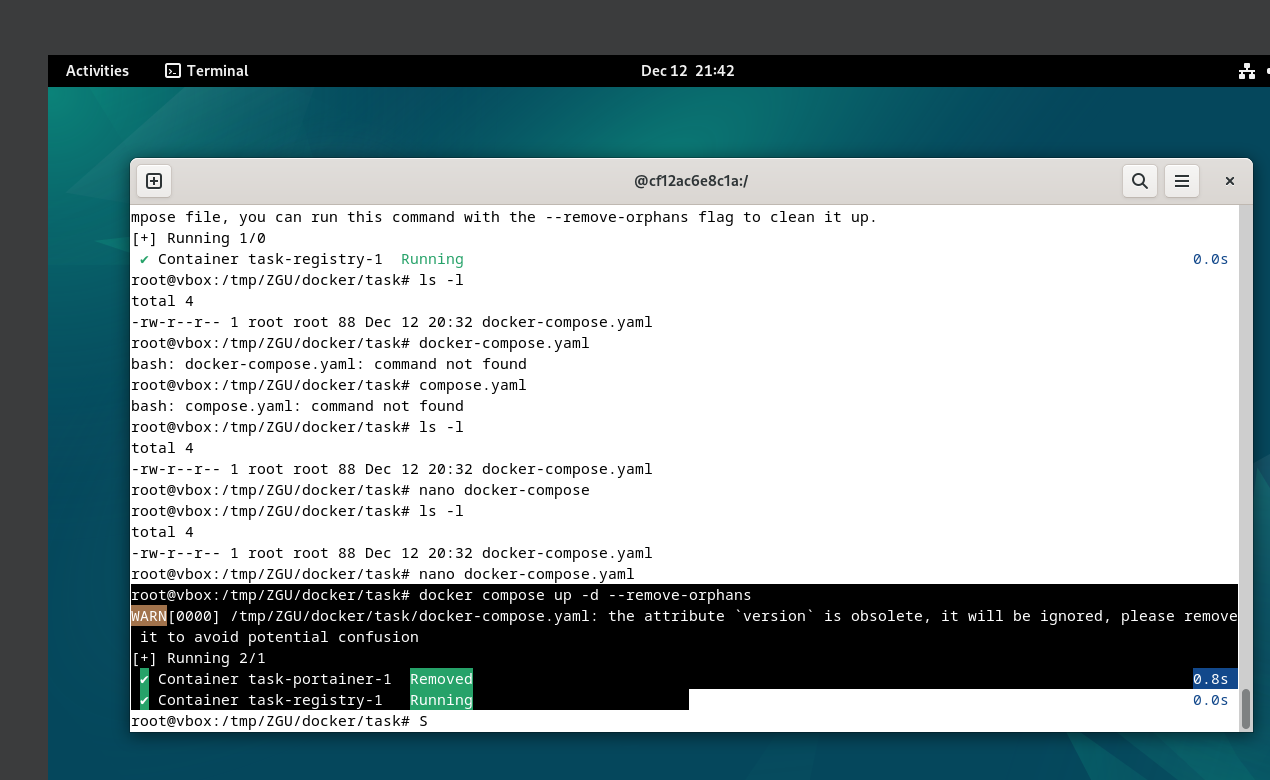 Activities Terminal Dec 12 21:42
@cf12ac6e8c1a:/
mpose file, you can run this command with the --remove-orphans flag to clean it up.
[+] Running 1/0
✔ Container task-registry-1 Running 0.0s
root@vbox:/tmp/ZGU/docker/task# ls -l
total 4
-rw-r--r-- 1 root root 88 Dec 12 20:32 docker-compose.yaml
root@vbox:/tmp/ZGU/docker/task# docker-compose.yaml
bash: docker-compose.yaml: command not found
root@vbox:/tmp/ZGU/docker/task# compose.yaml
bash: compose.yaml: command not found
root@vbox:/tmp/ZGU/docker/task# ls -l
total 4
-rw-r--r-- 1 root root 88 Dec 12 20:32 docker-compose.yaml
root@vbox:/tmp/ZGU/docker/task# nano docker-compose
root@vbox:/tmp/ZGU/docker/task# ls -l
total 4
-rw-r--r-- 1 root root 88 Dec 12 20:32 docker-compose.yaml
root@vbox:/tmp/ZGU/docker/task# nano docker-compose.yaml
root@vbox:/tmp/ZGU/docker/task# docker compose up -d --remove-orphans
WARN[0000] /tmp/ZGU/docker/task/docker-compose.yaml: the attribute `version` is obsolete, it will be ignored, please remove
it to avoid potential confusion
[+] Running 2/1
✔ Container task-portainer-1 Removed 0.8s
✔ Container task-registry-1 Running 0.0s
root@vbox:/tmp/ZGU/docker/task# S